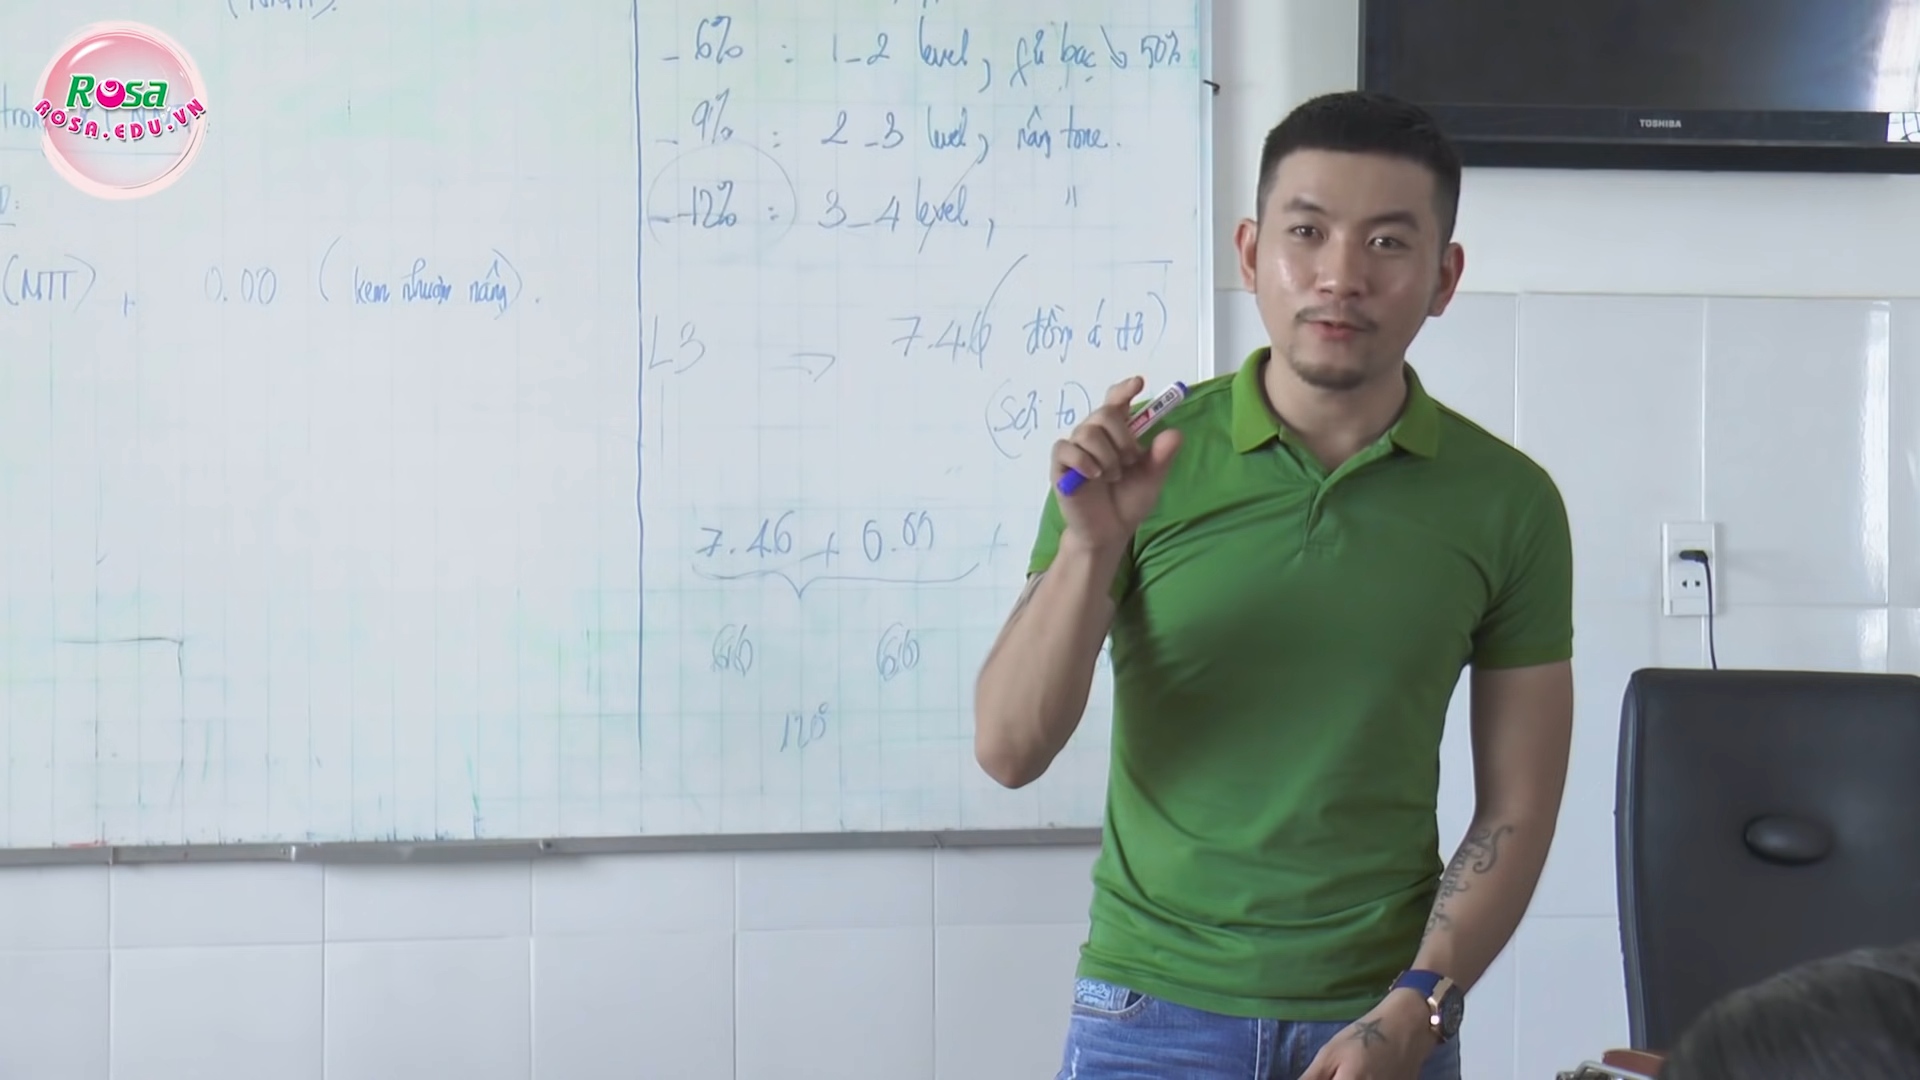 Rosa
ROSA.EDU.VN
(MTT), 0.00 (kem nhuộm nâng).
- 6% : 1-2 level, phủ bạc ↓ 50%
- 9% : 2-3 level, nâng tone.
- 12% : 3-4 level, "
L3 → 7.46 (đồng á đỏ)
(Sợi to)
7.46 + 0.00 +
60 60
120
TOSHIBA